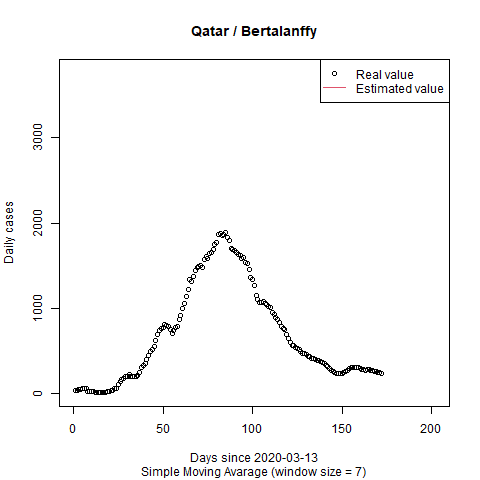 Qatar / Bertalanffy
Real value
Estimated value
Daily cases
3000
2000
1000
0
0 50 100 150 200
Days since 2020-03-13
Simple Moving Avarage (window size = 7)